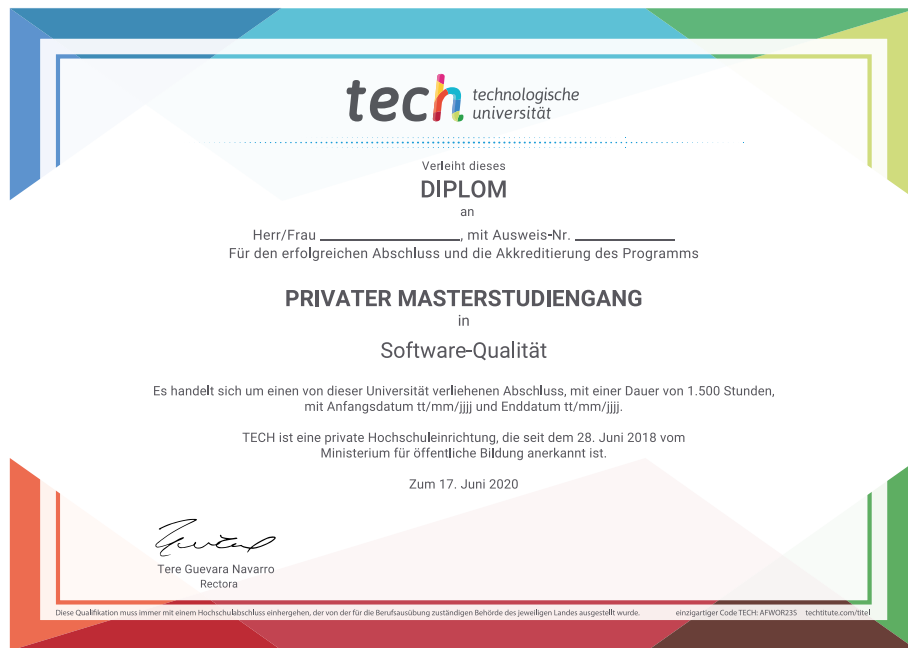 tech technologische
universität
Verleiht dieses
DIPLOM
an
Herr/Frau ____________, mit Ausweis-Nr. ____________
Für den erfolgreichen Abschluss und die Akkreditierung des Programms
PRIVATER MASTERSTUDIENGANG
in
Software-Qualität
Es handelt sich um einen von dieser Universität verliehenen Abschluss, mit einer Dauer von 1.500 Stunden,
mit Anfangsdatum tt/mm/jjjj und Enddatum tt/mm/jjjj.
TECH ist eine private Hochschuleinrichtung, die seit dem 28. Juni 2018 vom
Ministerium für öffentliche Bildung anerkannt ist.
Zum 17. Juni 2020
Tere Guevara Navarro
Rectora
Diese Qualifikation muss immer mit einem Hochschulabschluss einhergehen, der von der für die Berufsausübung zuständigen Behörde des jeweiligen Landes ausgestellt wurde. einzigartiger Code TECH: AFWOR23S techtitute.com/titel